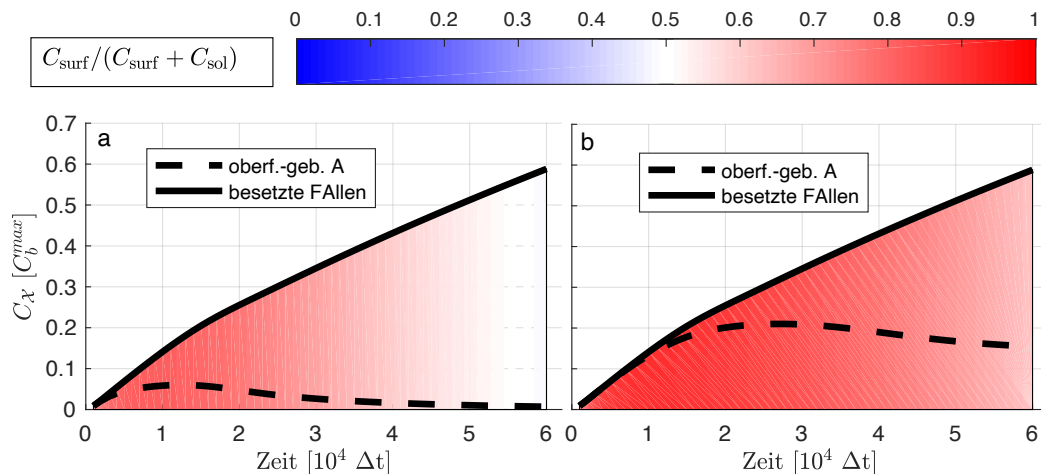 0 0.1 0.2 0.3 0.4 0.5 0.6 0.7 0.8 0.9 1
C_surf/(C_surf + C_sol)
0.7
0.6
0.5
0.4
0.3
0.2
0.1
0
C_χ [C_b^max]
a
oberf.-geb. A
besetzte FAllen
0 1 2 3 4 5 6
Zeit [10^4 Δt]
b
oberf.-geb. A
besetzte FAllen
0 1 2 3 4 5 6
Zeit [10^4 Δt]